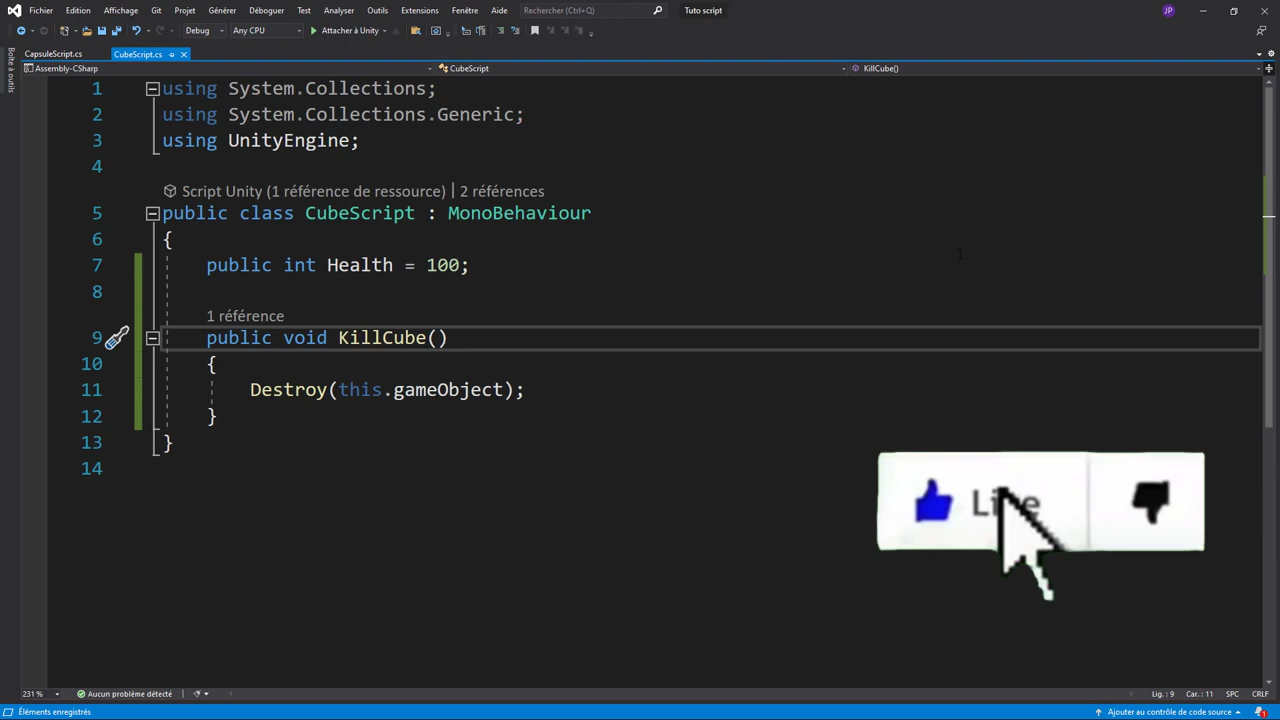 Fichier Edition Affichage Git Projet Générer Déboguer Test Analyser Outils Extensions Fenêtre Aide Rechercher (Ctrl+Q) Tuto script JP
Debug Any CPU Attacher à Unity
Boîte à outils
CapsuleScript.cs CubeScript.cs
Assembly-CSharp CubeScript KillCube()
1 using System.Collections;
2 using System.Collections.Generic;
3 using UnityEngine;
4
Script Unity (1 référence de ressource) | 2 références
5 public class CubeScript : MonoBehaviour
6 {
7 public int Health = 100;
8
1 référence
9 public void KillCube()
10 {
11 Destroy(this.gameObject);
12 }
13 }
14
Like
231 % Aucun problème détecté Lig. : 9 Car. : 11 SPC CRLF
Éléments enregistrés Ajouter au contrôle de code source 1